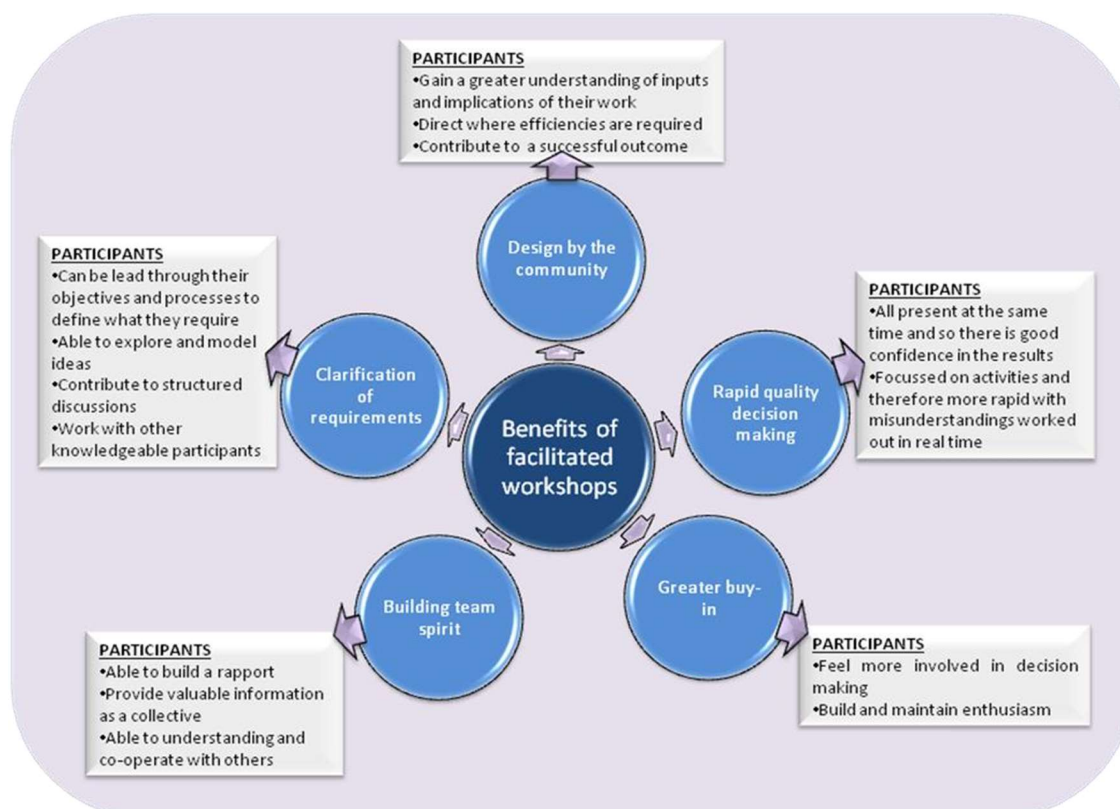 PARTICIPANTS
•Gain a greater understanding of inputs
and implications of their work
•Direct where efficiencies are required
•Contribute to a successful outcome
Design by the
community
PARTICIPANTS
•Can be lead through their
objectives and processes to
define what they require
•Able to explore and model
ideas
•Contribute to structured
discussions
•Work with other
knowledgeable participants
Clarification
of
requirements
Benefits of
facilitated
workshops
Rapid quality
decision
making
PARTICIPANTS
•All present at the same
time and so there is good
confidence in the results
•Focussed on activities and
therefore more rapid with
misunderstandings worked
out in real time
Building team
spirit
PARTICIPANTS
•Able to build a rapport
•Provide valuable information
as a collective
•Able to understanding and
co-operate with others
Greater buy-
in
PARTICIPANTS
•Feel more involved in decision
making
•Build and maintain enthusiasm